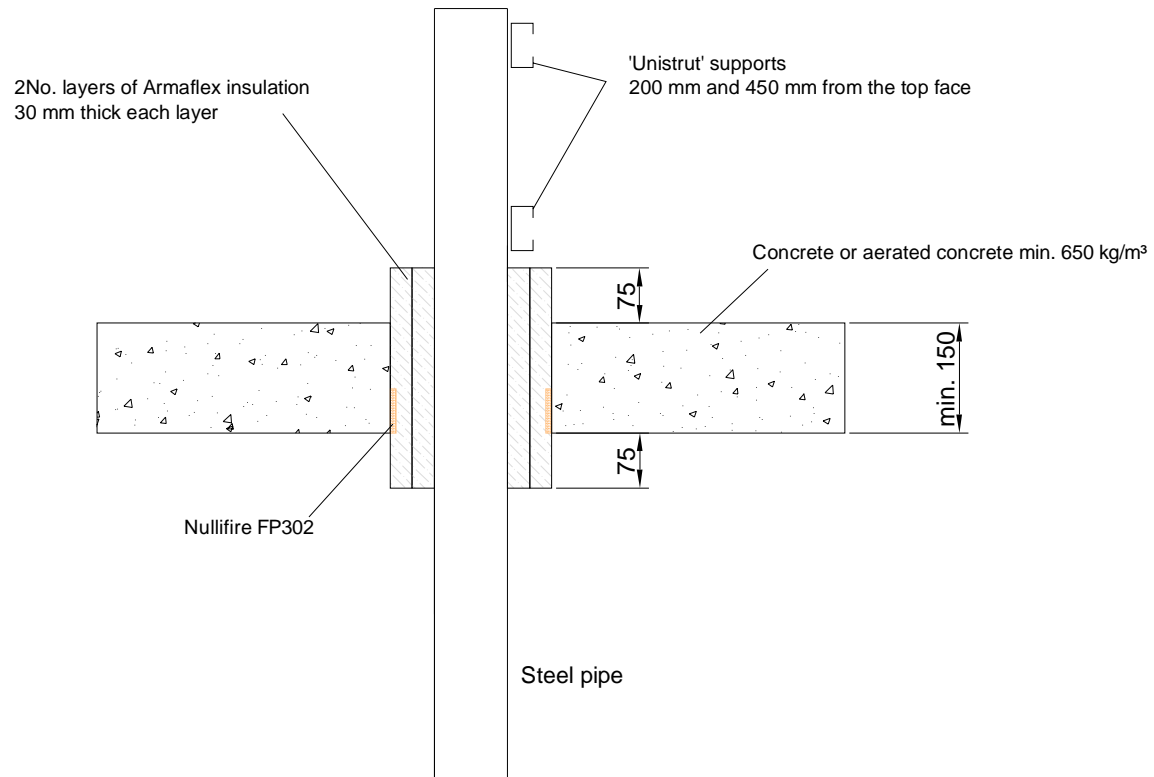 'Unistrut' supports
200 mm and 450 mm from the top face
2No. layers of Armaflex insulation
30 mm thick each layer
Concrete or aerated concrete min. 650 kg/m³
75
min. 150
75
Nullifire FP302
Steel pipe